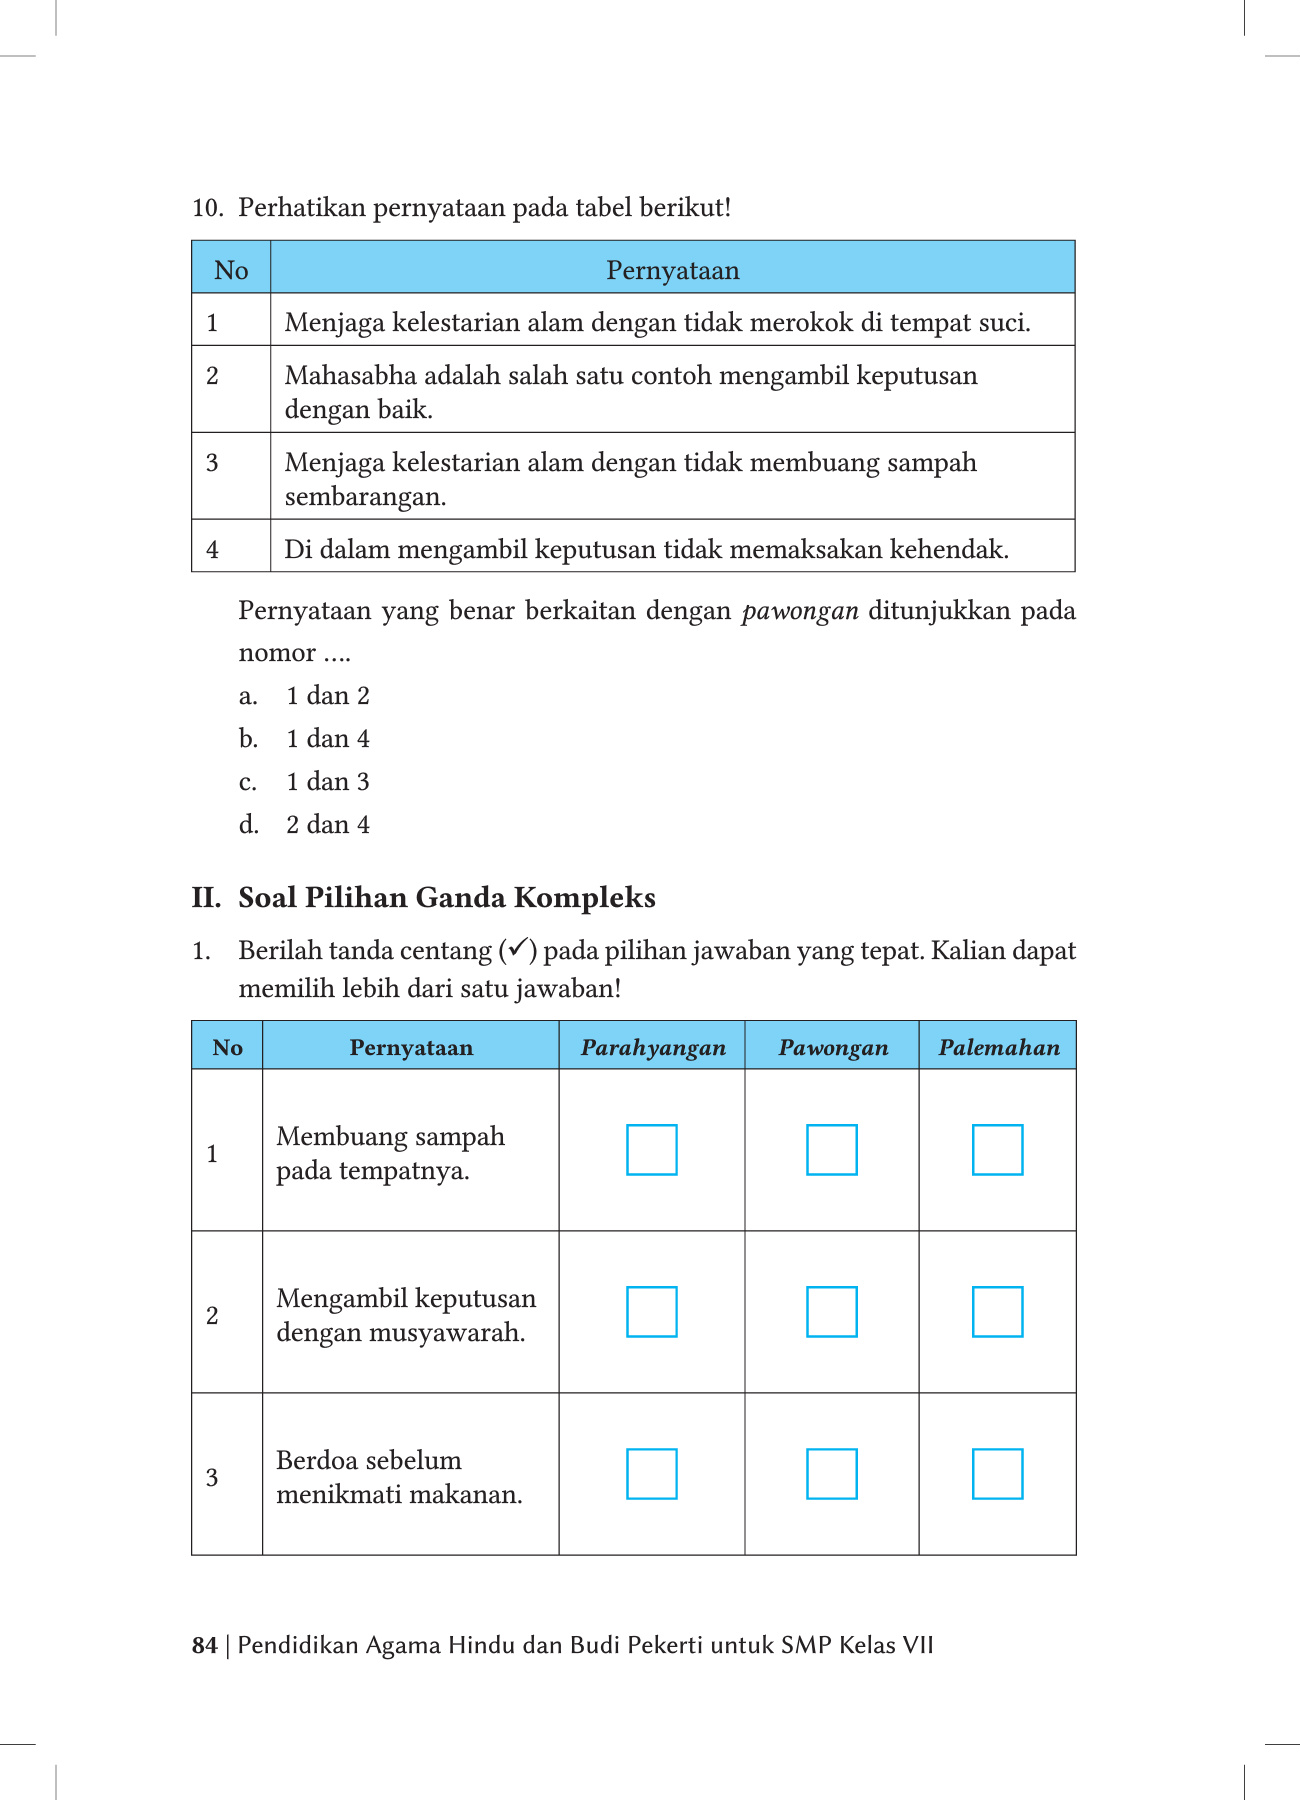 10. Perhatikan pernyataan pada tabel berikut!
No Pernyataan
1 Menjaga kelestarian alam dengan tidak merokok di tempat suci.
2 Mahasabha adalah salah satu contoh mengambil keputusan
dengan baik.
3 Menjaga kelestarian alam dengan tidak membuang sampah
sembarangan.
4 Di dalam mengambil keputusan tidak memaksakan kehendak.
Pernyataan yang benar berkaitan dengan pawongan ditunjukkan pada
nomor ....
a. 1 dan 2
b. 1 dan 4
c. 1 dan 3
d. 2 dan 4
II. Soal Pilihan Ganda Kompleks
1. Berilah tanda centang (✓) pada pilihan jawaban yang tepat. Kalian dapat
memilih lebih dari satu jawaban!
No Pernyataan Parahyangan Pawongan Palemahan
1 Membuang sampah
pada tempatnya.
2 Mengambil keputusan
dengan musyawarah.
3 Berdoa sebelum
menikmati makanan.
84 | Pendidikan Agama Hindu dan Budi Pekerti untuk SMP Kelas VII